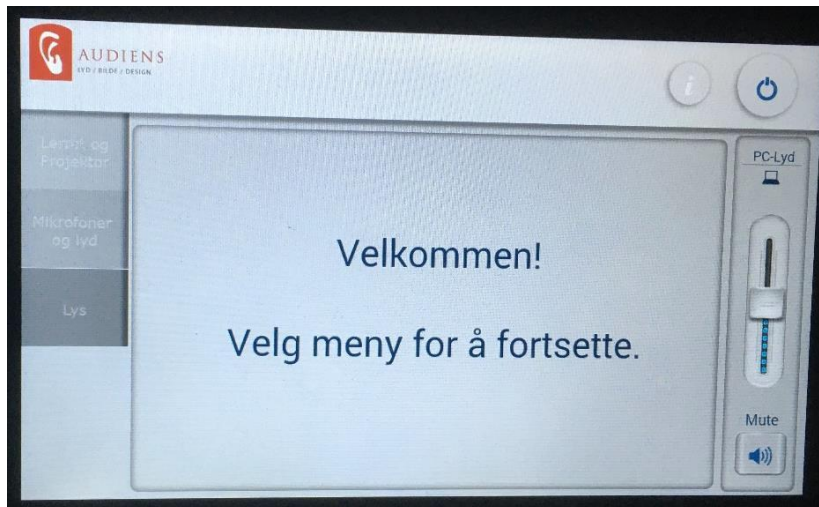 AUDIENS
LYD / BILDE / DESIGN
i
Lerret og
Projektor
Mikrofoner
og lyd
Lys
Velkommen!
Velg meny for å fortsette.
PC-Lyd
Mute